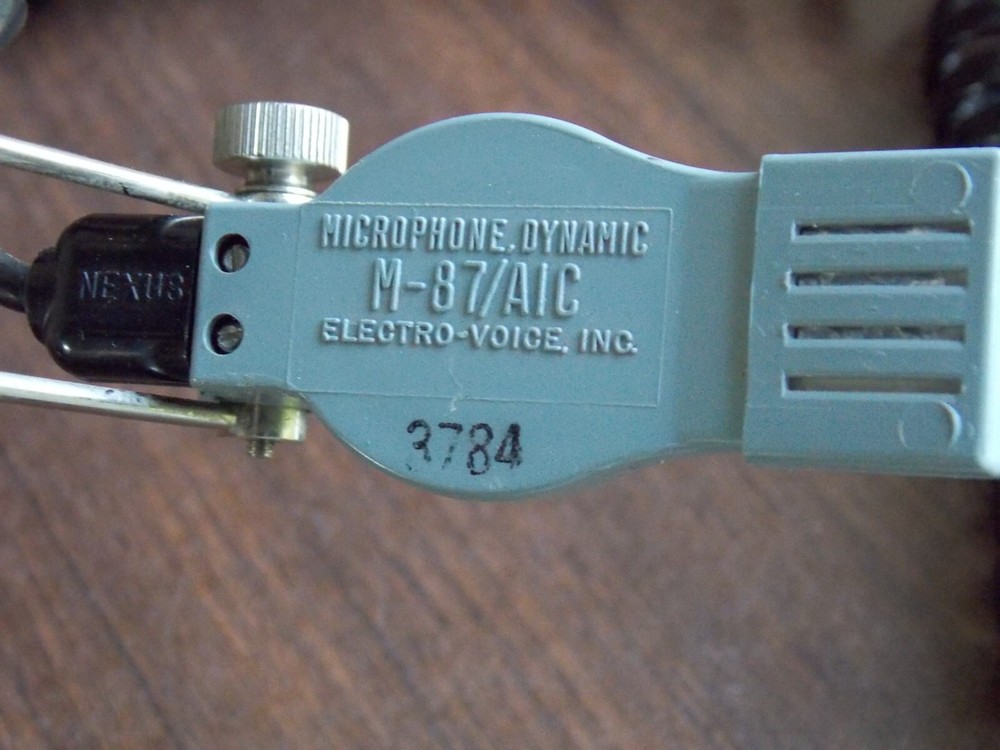 MICROPHONE, DYNAMIC
M-87/AIC
ELECTRO-VOICE, INC.
NEXUS
3784